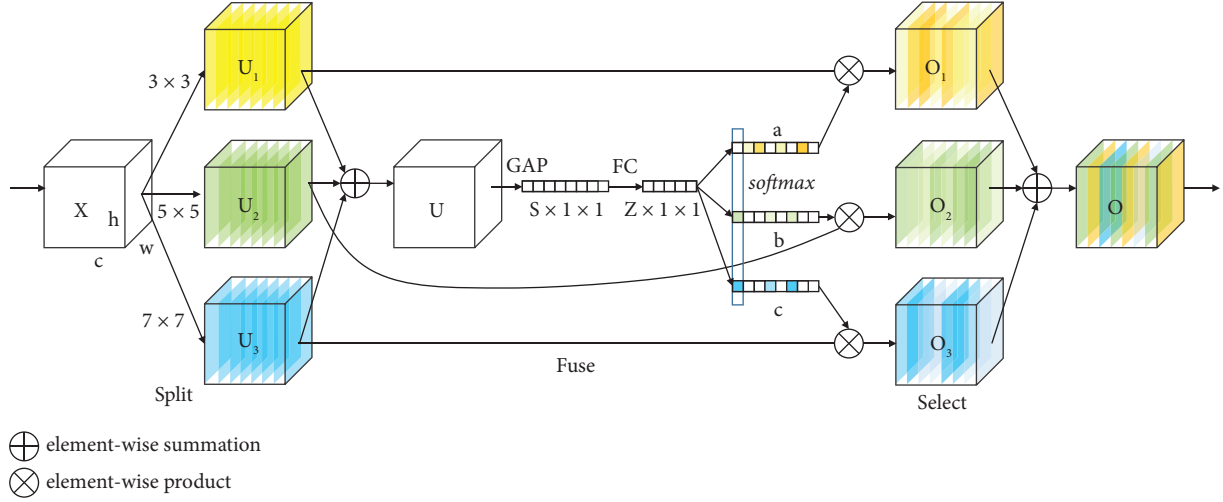 U1
3 × 3
X
h
w
c
5 × 5
U2
7 × 7
U3
Split
U
GAP
S × 1 × 1
FC
Z × 1 × 1
a
softmax
b
c
Fuse
O1
O2
O3
Select
O
element-wise summation
element-wise product